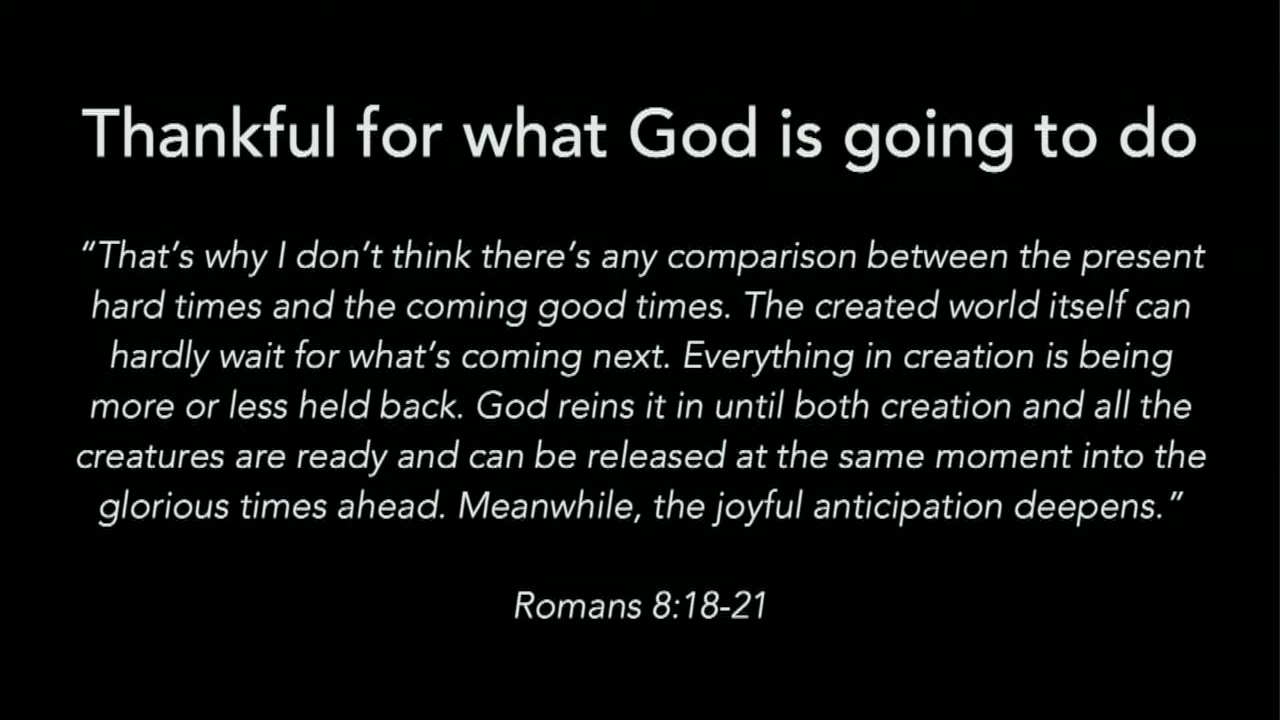 Thankful for what God is going to do
“That’s why I don’t think there’s any comparison between the present
hard times and the coming good times. The created world itself can
hardly wait for what’s coming next. Everything in creation is being
more or less held back. God reins it in until both creation and all the
creatures are ready and can be released at the same moment into the
glorious times ahead. Meanwhile, the joyful anticipation deepens.”
Romans 8:18-21